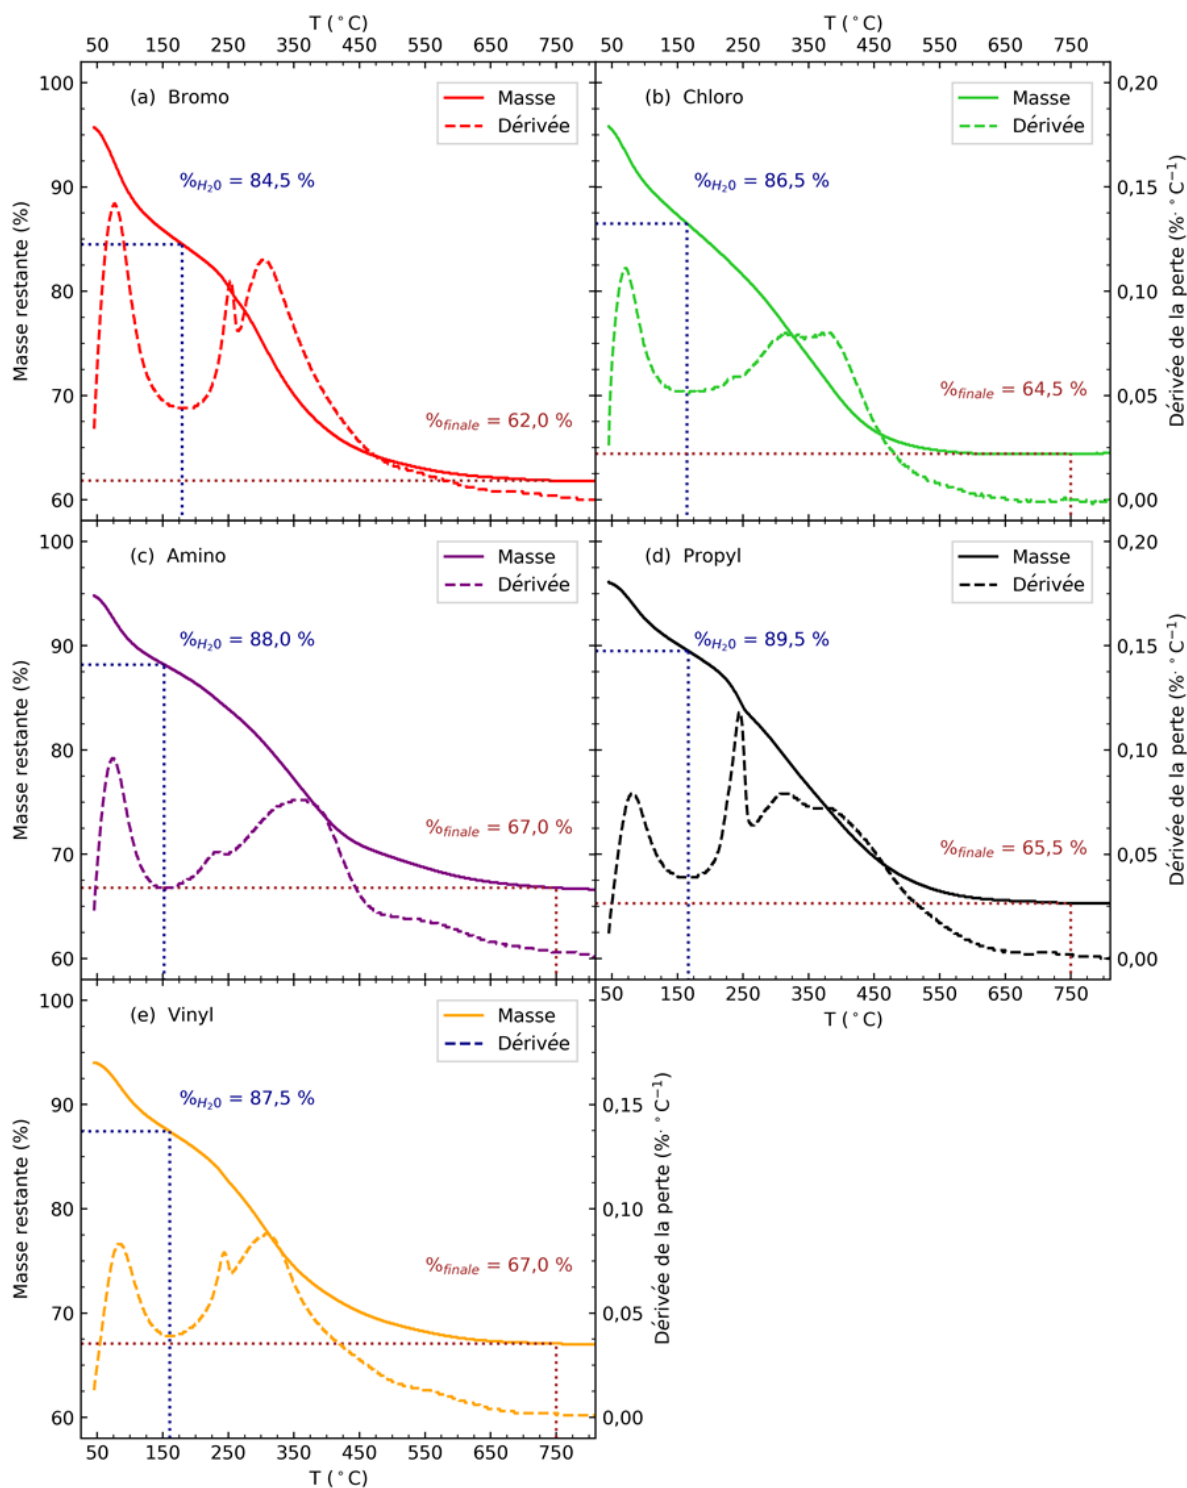 T (°C)
T (°C)
50 150 250 350 450 550 650 750
50 150 250 350 450 550 650 750
100
90
80
70
60
Masse restante (%)
(a) Bromo
Masse
Dérivée
%H₂0 = 84,5 %
%finale = 62,0 %
(b) Chloro
Masse
Dérivée
%H₂0 = 86,5 %
%finale = 64,5 %
0,20
0,15
0,10
0,05
0,00
Dérivée de la perte (%·°C⁻¹)
100
90
80
70
60
Masse restante (%)
(c) Amino
Masse
Dérivée
%H₂0 = 88,0 %
%finale = 67,0 %
(d) Propyl
Masse
Dérivée
%H₂0 = 89,5 %
%finale = 65,5 %
0,20
0,15
0,10
0,05
0,00
Dérivée de la perte (%·°C⁻¹)
50 150 250 350 450 550 650 750
T (°C)
100
90
80
70
60
Masse restante (%)
(e) Vinyl
Masse
Dérivée
%H₂0 = 87,5 %
%finale = 67,0 %
0,15
0,10
0,05
0,00
Dérivée de la perte (%·°C⁻¹)
50 150 250 350 450 550 650 750
T (°C)